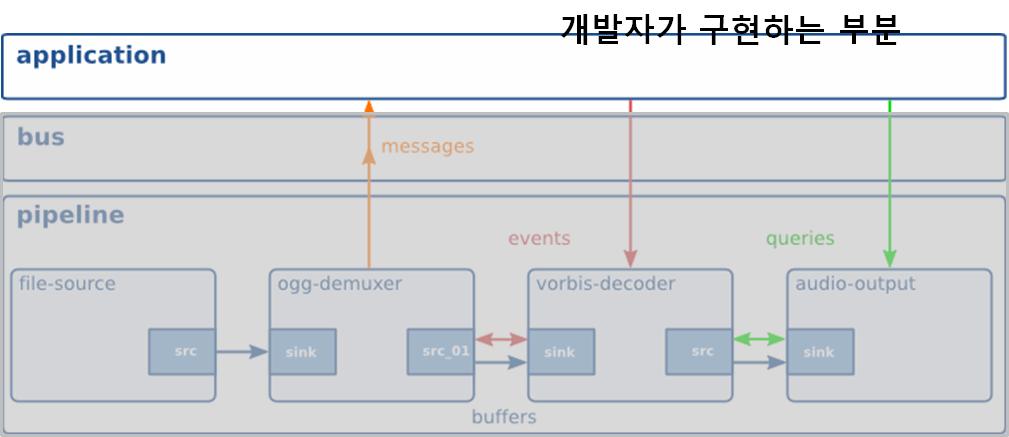 개발자가 구현하는 부분
application
bus
messages
pipeline
events
queries
file-source
ogg-demuxer
vorbis-decoder
audio-output
src
sink
src_01
sink
src
sink
buffers